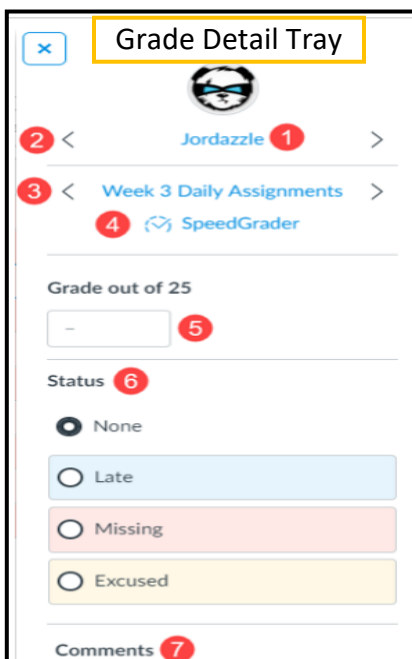 Grade Detail Tray
2 < Jordazzle 1 >
3 < Week 3 Daily Assignments >
4 SpeedGrader
Grade out of 25
– 5
Status 6
None
Late
Missing
Excused
Comments 7